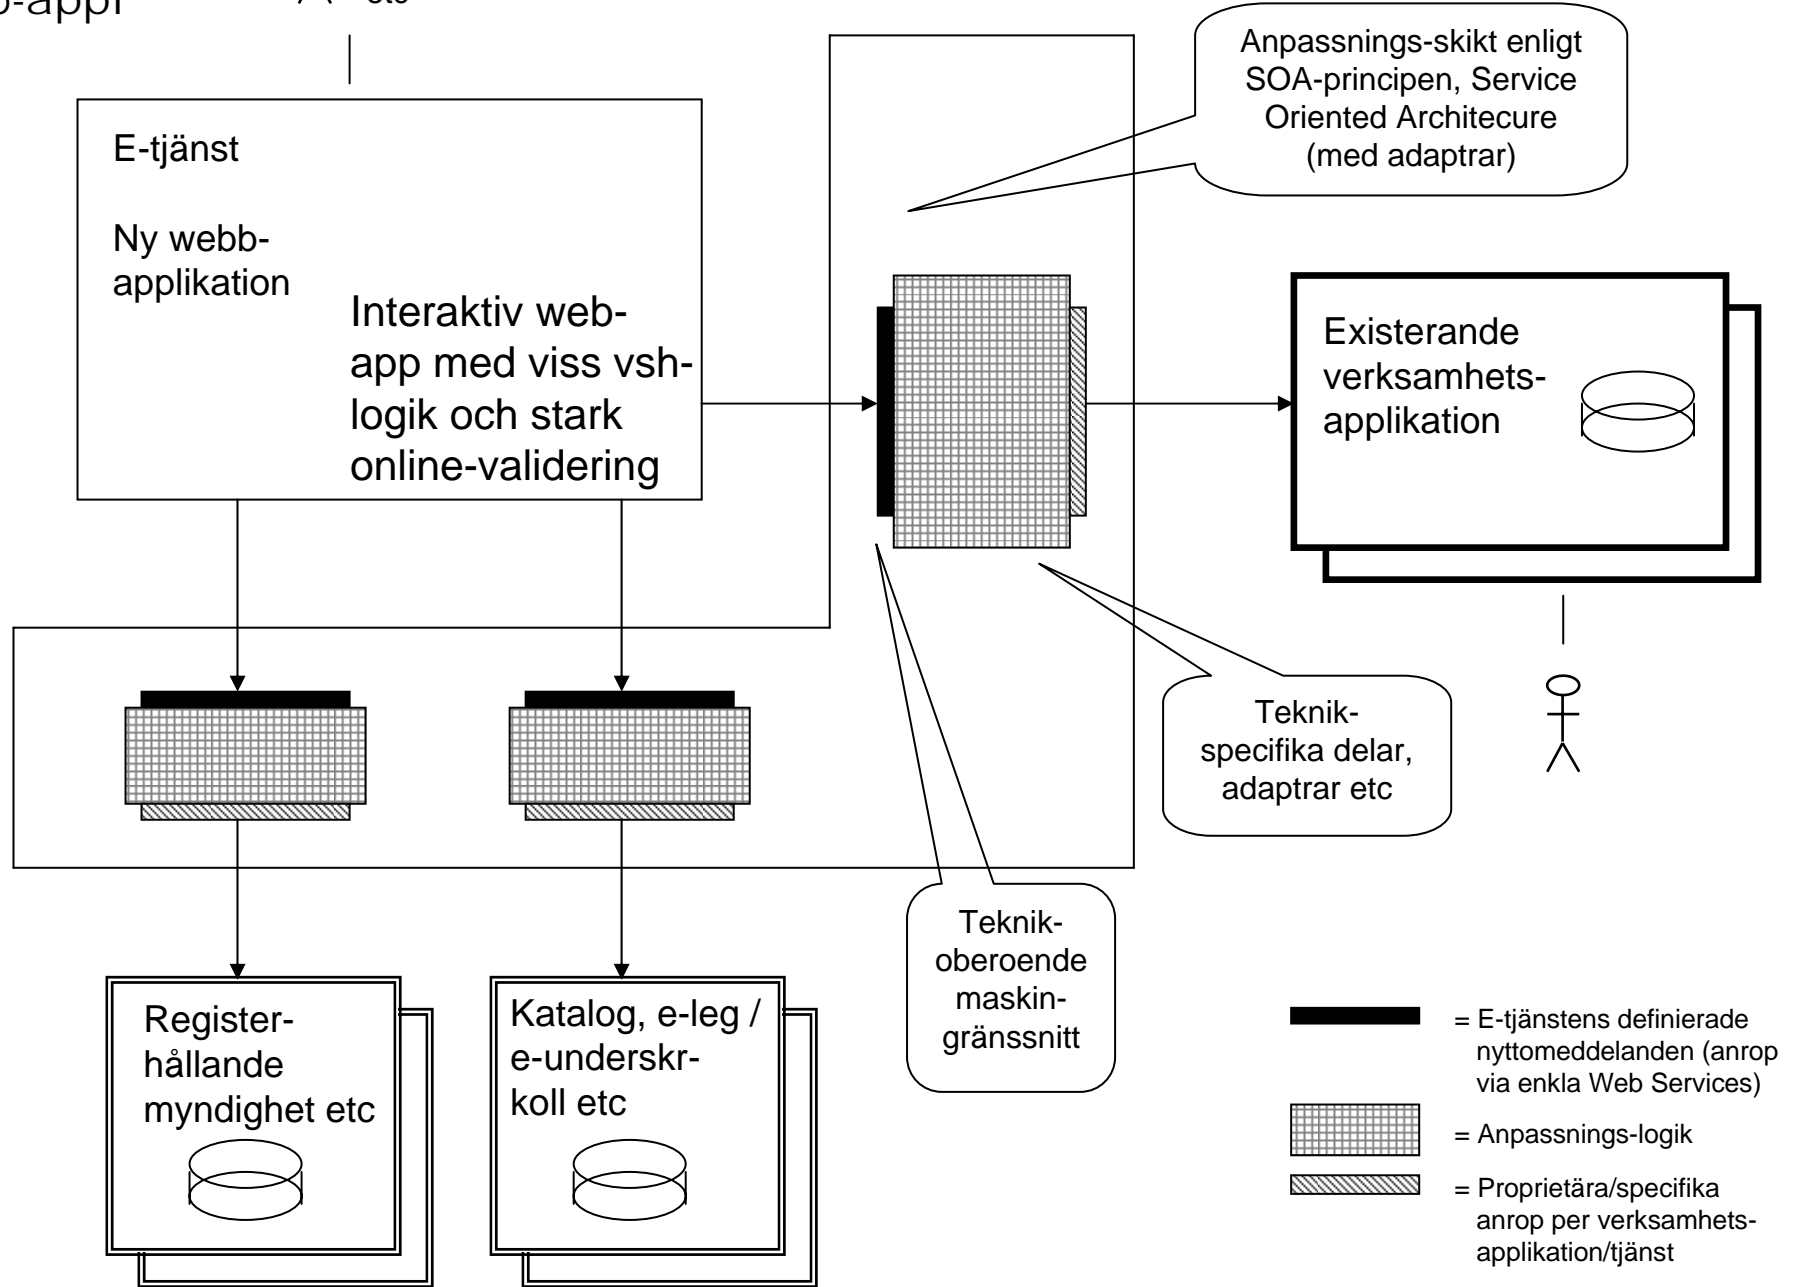 etc
E-tjänst
Ny webb-
applikation
Interaktiv web-
app med viss vsh-
logik och stark
online-validering
Anpassnings-skikt enligt
SOA-principen, Service
Oriented Architecure
(med adaptrar)
Existerande
verksamhets-
applikation
Teknik-
specifika delar,
adaptrar etc
Teknik-
oberoende
maskin-
gränssnitt
Register-
hållande
myndighet etc
Katalog, e-leg /
e-underskr-
koll etc
= E-tjänstens definierade
nyttomeddelanden (anrop
via enkla Web Services)
= Anpassnings-logik
= Proprietära/specifika
anrop per verksamhets-
applikation/tjänst